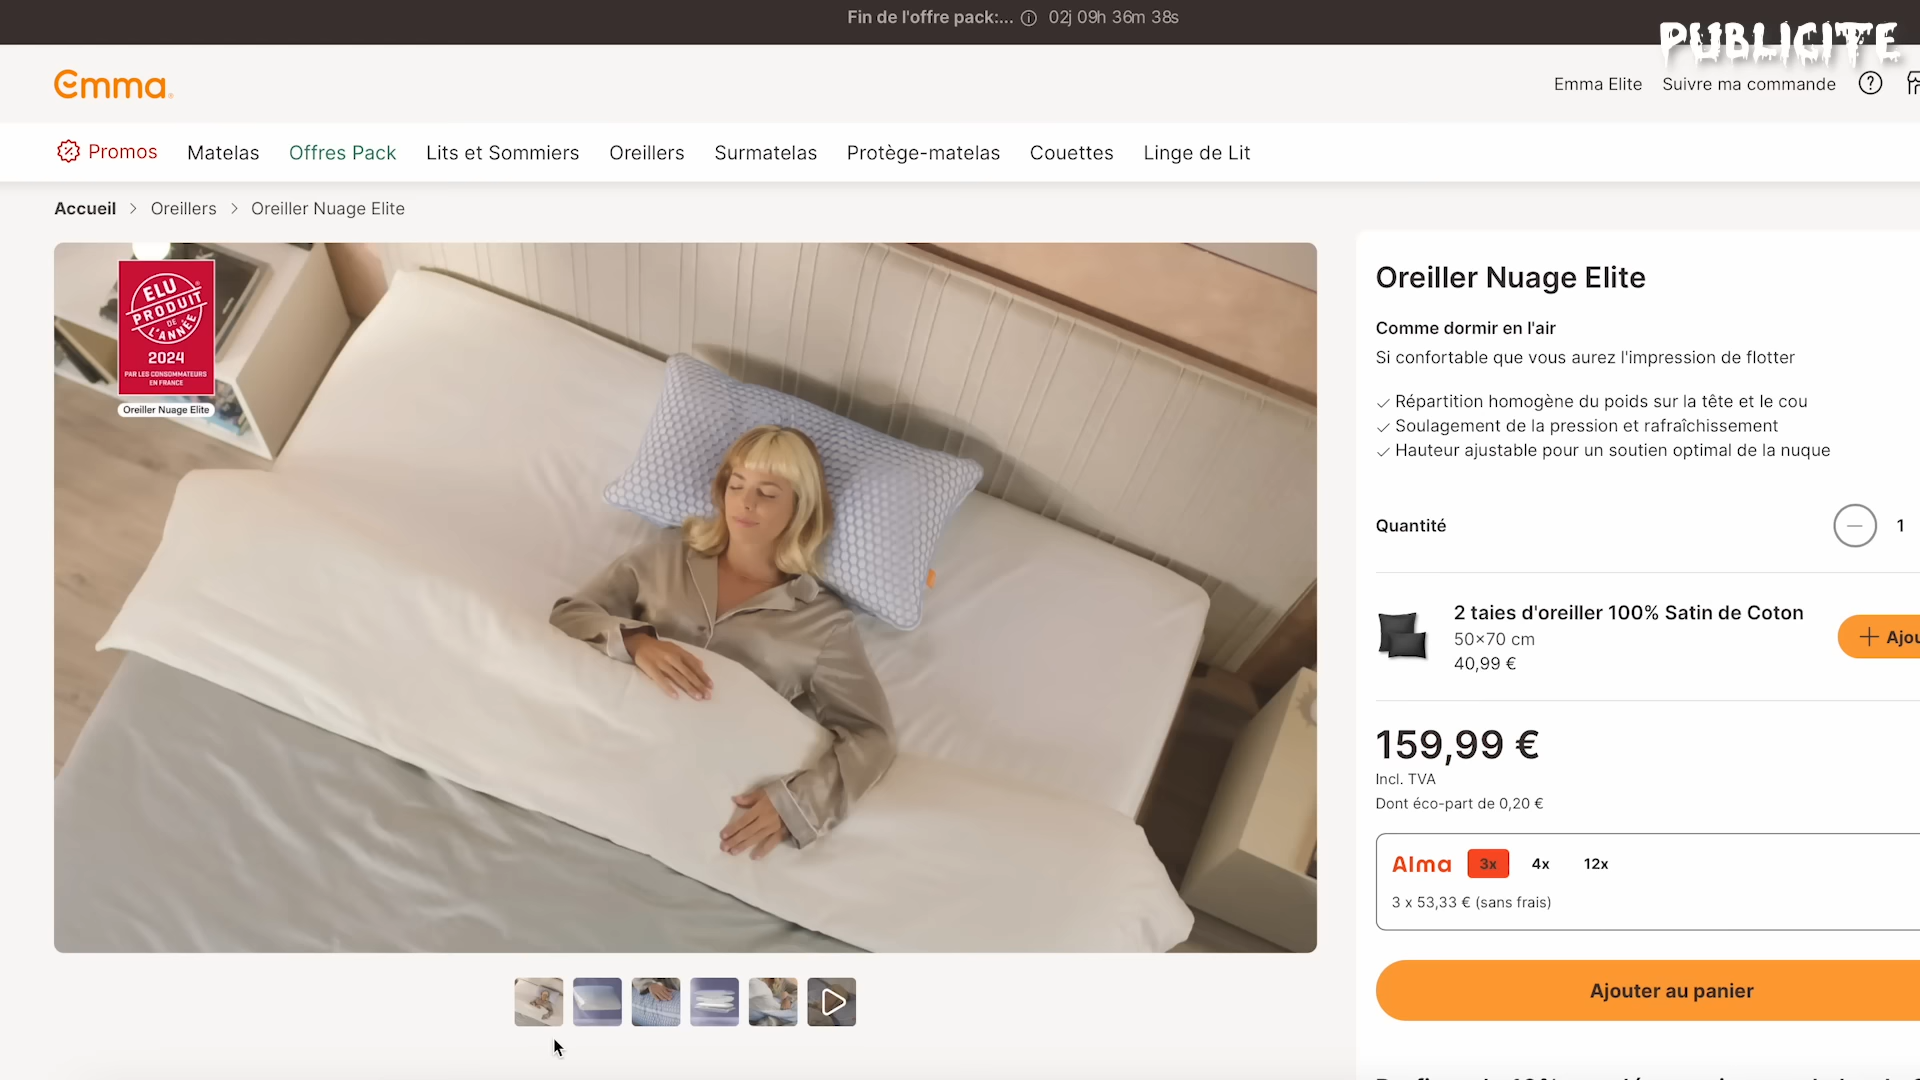 Fin de l'offre pack:... 02j 09h 36m 38s
PUBLICITE
Emma
Emma Elite
Suivre ma commande
Promos
Matelas
Offres Pack
Lits et Sommiers
Oreillers
Surmatelas
Protège-matelas
Couettes
Linge de Lit
Accueil > Oreillers > Oreiller Nuage Elite
ELU
PRODUIT
DE
L'ANNÉE
2024
PAR LES CONSOMMATEURS
EN FRANCE
Oreiller Nuage Elite
Oreiller Nuage Elite
Comme dormir en l'air
Si confortable que vous aurez l'impression de flotter
Répartition homogène du poids sur la tête et le cou
Soulagement de la pression et rafraîchissement
Hauteur ajustable pour un soutien optimal de la nuque
Quantité
1
2 taies d'oreiller 100% Satin de Coton
50x70 cm
40,99 €
+ Ajou
159,99 €
Incl. TVA
Dont éco-part de 0,20 €
Alma 3x 4x 12x
3 x 53,33 € (sans frais)
Ajouter au panier